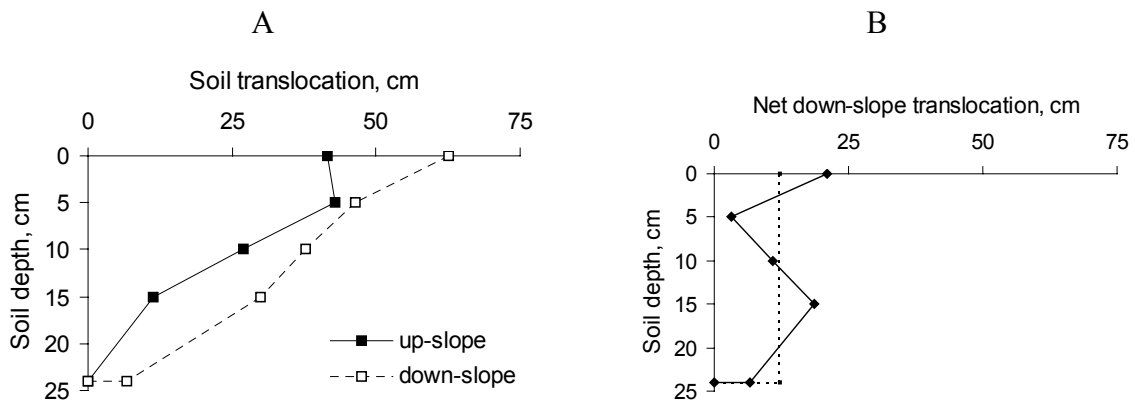 A
Soil translocation, cm
0 25 50 75
0
5
10
15
20
25
Soil depth, cm
up-slope
down-slope
B
Net down-slope translocation, cm
0 25 50 75
0
5
10
15
20
25
Soil depth, cm